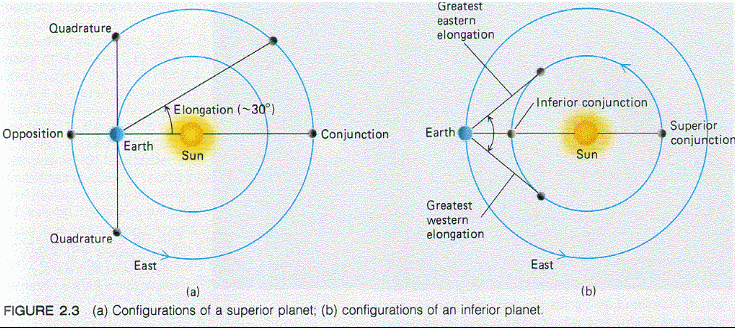 Quadrature
Elongation (~30°)
Opposition
Earth
Sun
Conjunction
Quadrature
East
(a)
Greatest
eastern
elongation
Inferior conjunction
Earth
Sun
Superior
conjunction
Greatest
western
elongation
East
(b)
FIGURE 2.3 (a) Configurations of a superior planet; (b) configurations of an inferior planet.